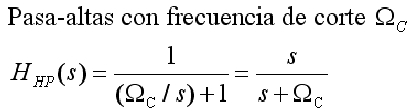 Pasa-altas con frecuencia de corte Ω_C
H_HP(s) = 1 / ((Ω_C / s) + 1) = s / (s + Ω_C)